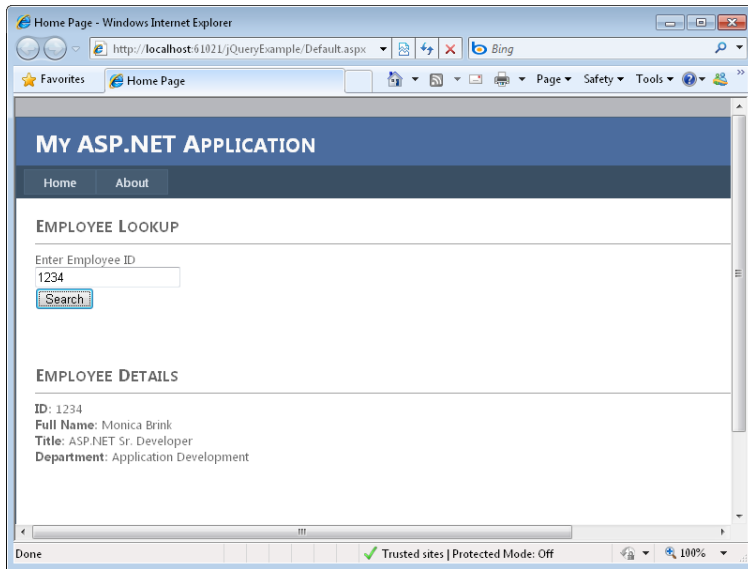 Home Page - Windows Internet Explorer
http://localhost:61021/jQueryExample/Default.aspx
Bing
Favorites
Home Page
Page
Safety
Tools
My ASP.NET Application
Home
About
Employee Lookup
Enter Employee ID
1234
Search
Employee Details
ID: 1234
Full Name: Monica Brink
Title: ASP.NET Sr. Developer
Department: Application Development
Done
Trusted sites | Protected Mode: Off
100%